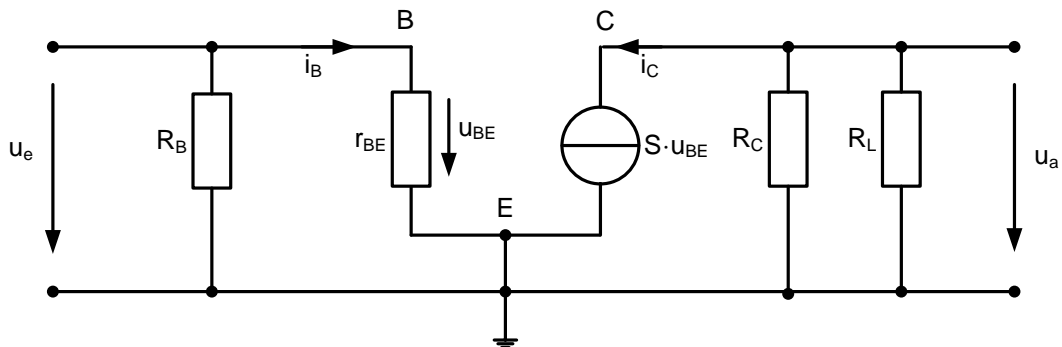 B
C
i_B
i_C
u_e
R_B
r_BE
u_BE
S·u_BE
R_C
R_L
u_a
E